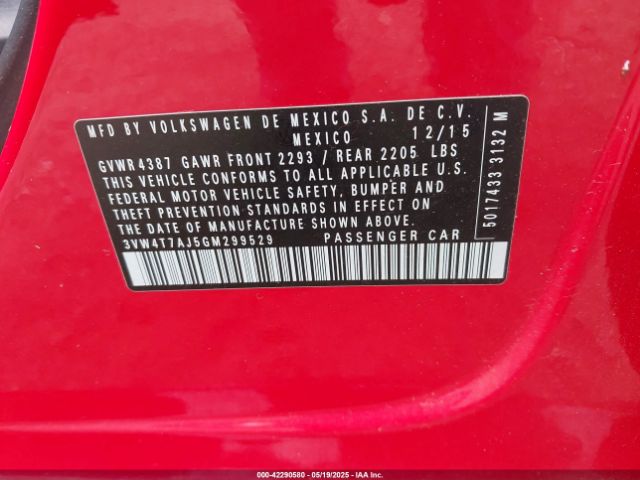 MFD BY VOLKSWAGEN DE MEXICO S.A. DE C.V.
MEXICO 12/15
GVWR4387 GAWR FRONT 2293 / REAR 2205 LBS
THIS VEHICLE CONFORMS TO ALL APPLICABLE U.S.
FEDERAL MOTOR VEHICLE SAFETY, BUMPER AND
THEFT PREVENTION STANDARDS IN EFFECT ON
THE DATE OF MANUFACTURE SHOWN ABOVE.
3VW4T7AJ5GM299529 PASSENGER CAR
5017433 3132 M
000-42290580 - 05/19/2025 - IAA Inc.